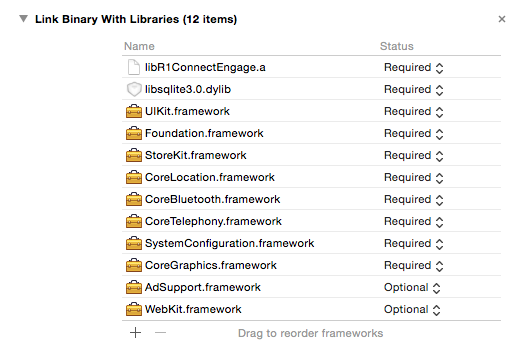 Link Binary With Libraries (12 items)
Name Status
libR1ConnectEngage.a Required
libsqlite3.0.dylib Required
UIKit.framework Required
Foundation.framework Required
StoreKit.framework Required
CoreLocation.framework Required
CoreBluetooth.framework Required
CoreTelephony.framework Required
SystemConfiguration.framework Required
CoreGraphics.framework Required
AdSupport.framework Optional
WebKit.framework Optional
Drag to reorder frameworks